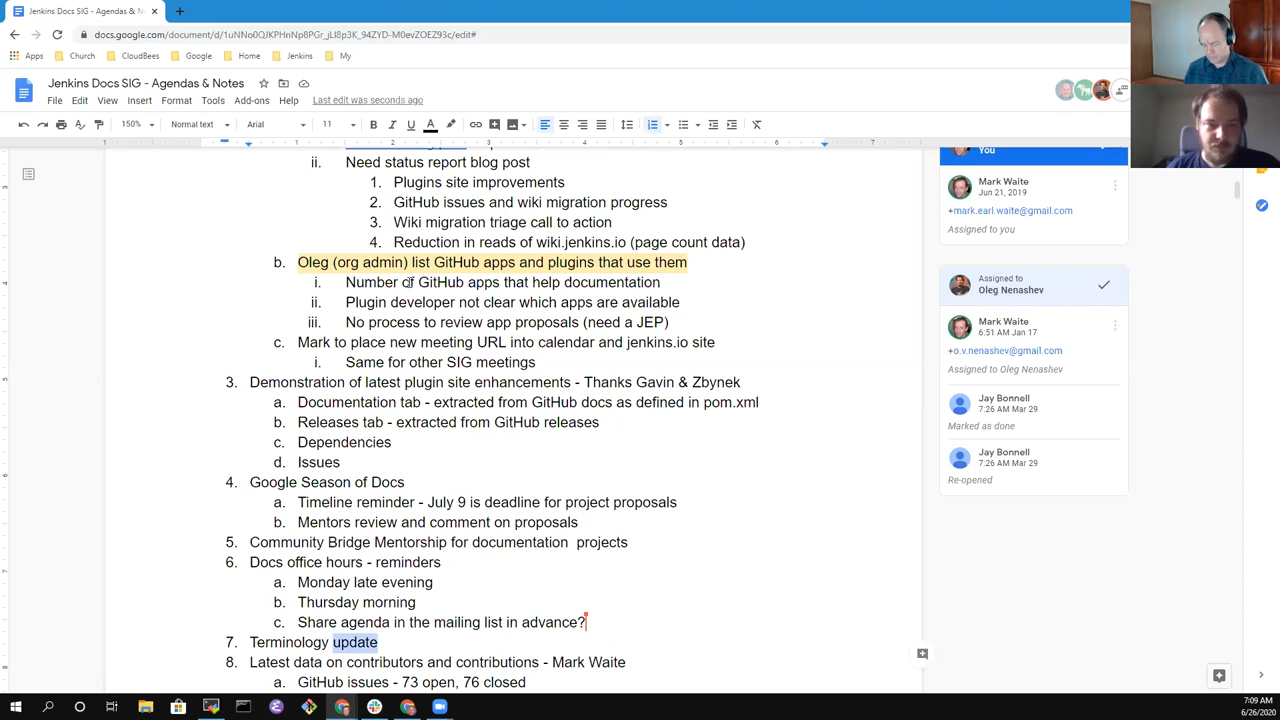 Jenkins Docs SIG - Agendas & N
docs.google.com/document/d/1uNNo0QJKPHnNp8PGr_jLI8p3K_94ZYD-M0evZOEZ93c/edit#
Apps Church CloudBees Google Home Jenkins My
Jenkins Docs SIG - Agendas & Notes
File Edit View Insert Format Tools Add-ons Help Last edit was seconds ago
150% Normal text Arial 11
1 1 2 3 4 5 6 7
ii. Need status report blog post
1. Plugins site improvements
2. GitHub issues and wiki migration progress
3. Wiki migration triage call to action
4. Reduction in reads of wiki.jenkins.io (page count data)
b. Oleg (org admin) list GitHub apps and plugins that use them
i. Number of GitHub apps that help documentation
ii. Plugin developer not clear which apps are available
iii. No process to review app proposals (need a JEP)
c. Mark to place new meeting URL into calendar and jenkins.io site
i. Same for other SIG meetings
3. Demonstration of latest plugin site enhancements - Thanks Gavin & Zbynek
a. Documentation tab - extracted from GitHub docs as defined in pom.xml
b. Releases tab - extracted from GitHub releases
c. Dependencies
d. Issues
4. Google Season of Docs
a. Timeline reminder - July 9 is deadline for project proposals
b. Mentors review and comment on proposals
5. Community Bridge Mentorship for documentation projects
6. Docs office hours - reminders
a. Monday late evening
b. Thursday morning
c. Share agenda in the mailing list in advance?
7. Terminology update
8. Latest data on contributors and contributions - Mark Waite
a. GitHub issues - 73 open, 76 closed
You
Mark Waite
Jun 21, 2019
+mark.earl.waite@gmail.com
Assigned to you
Assigned to
Oleg Nenashev
Mark Waite
6:51 AM Jan 17
+o.v.nenashev@gmail.com
Assigned to Oleg Nenashev
Jay Bonnell
7:26 AM Mar 29
Marked as done
Jay Bonnell
7:26 AM Mar 29
Re-opened
7:09 AM
6/26/2020